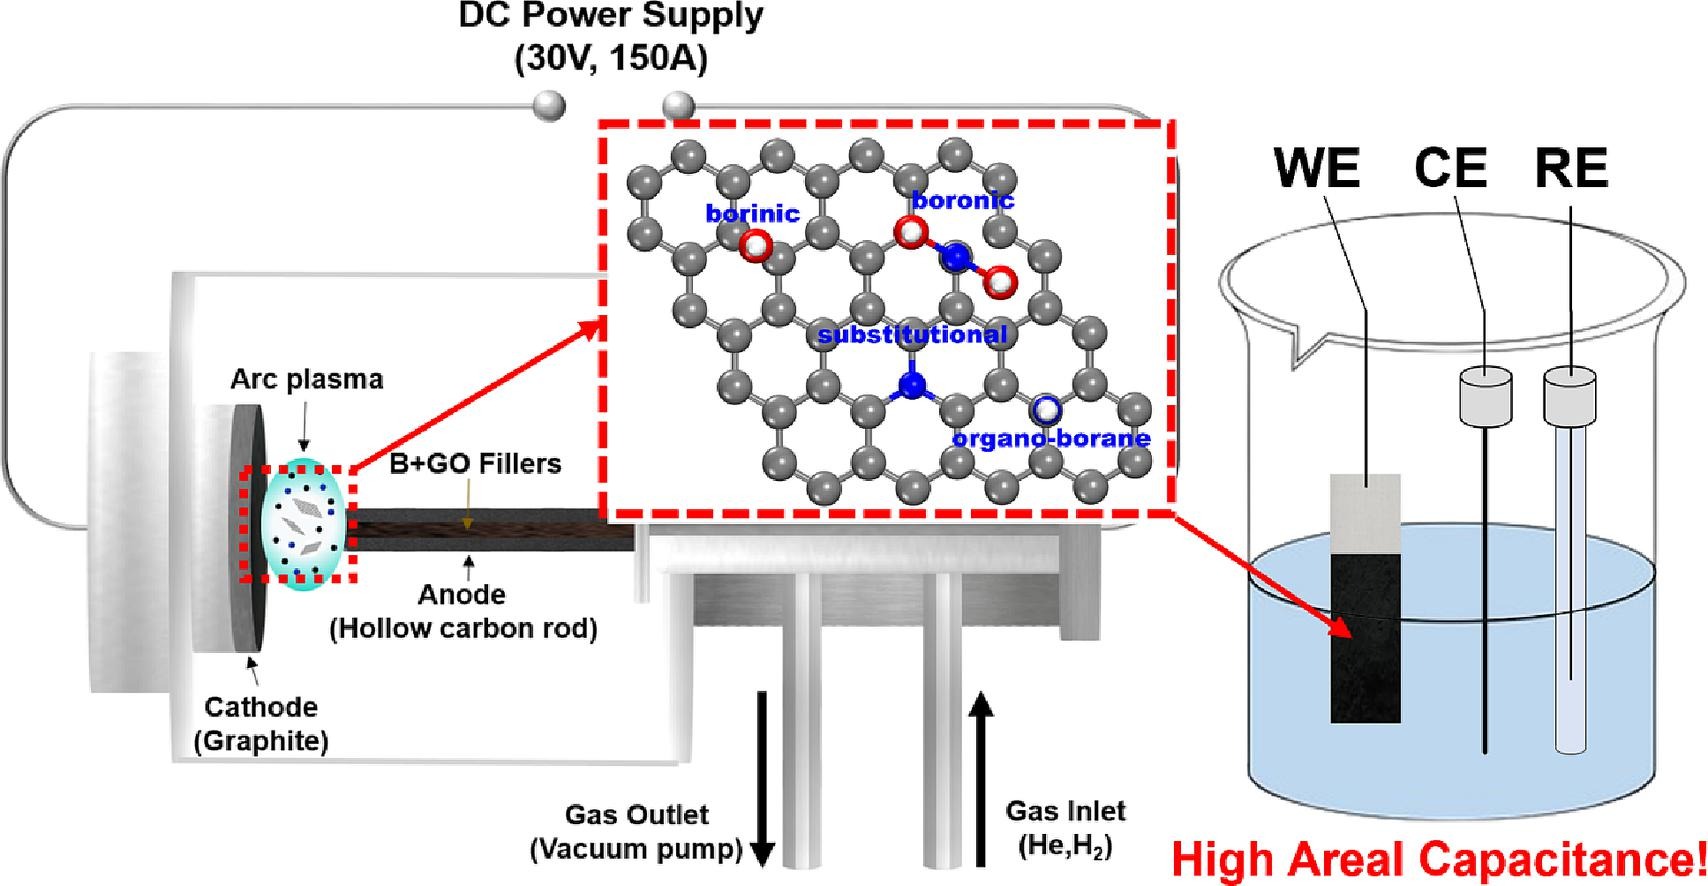 DC Power Supply
(30V, 150A)
borinic
boronic
substitutional
organo-borane
WE
CE
RE
Arc plasma
B+GO Fillers
Anode
(Hollow carbon rod)
Cathode
(Graphite)
Gas Outlet
(Vacuum pump)
Gas Inlet
(He,H₂)
High Areal Capacitance!